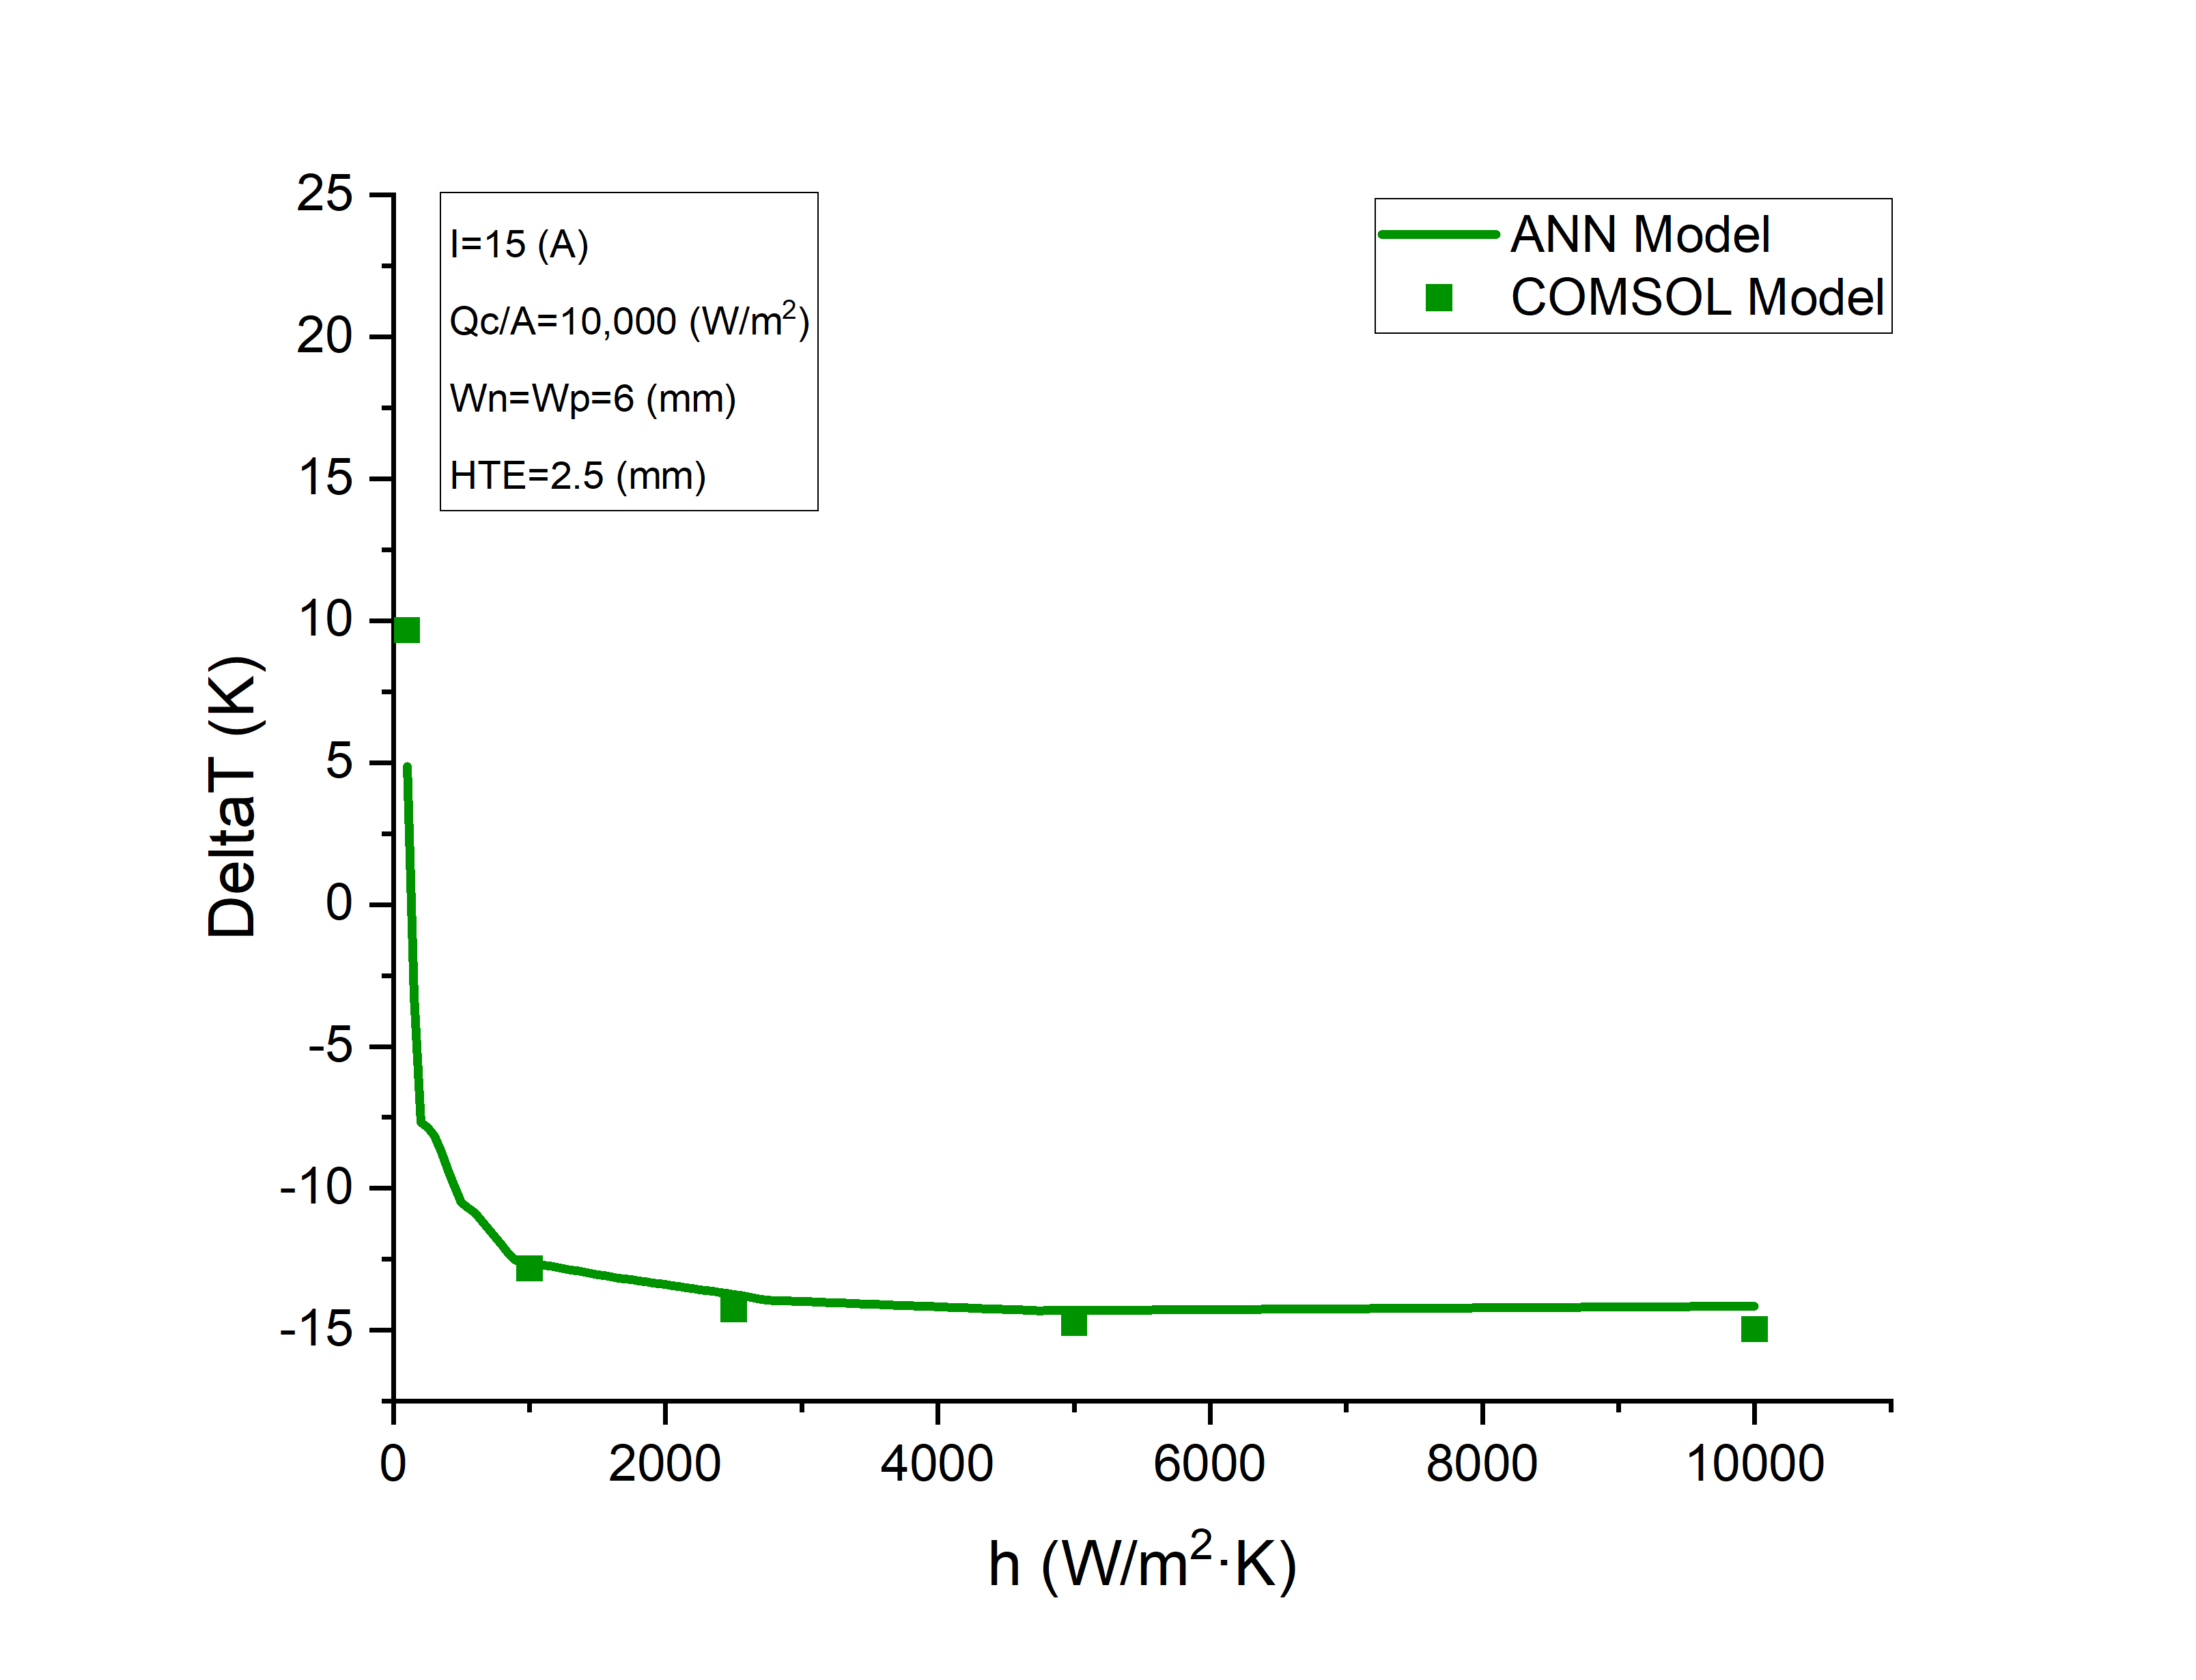 I=15 (A)
Qc/A=10,000 (W/m²)
Wn=Wp=6 (mm)
HTE=2.5 (mm)
ANN Model
COMSOL Model
25
20
15
10
5
0
-5
-10
-15
DeltaT (K)
0 2000 4000 6000 8000 10000
h (W/m²·K)